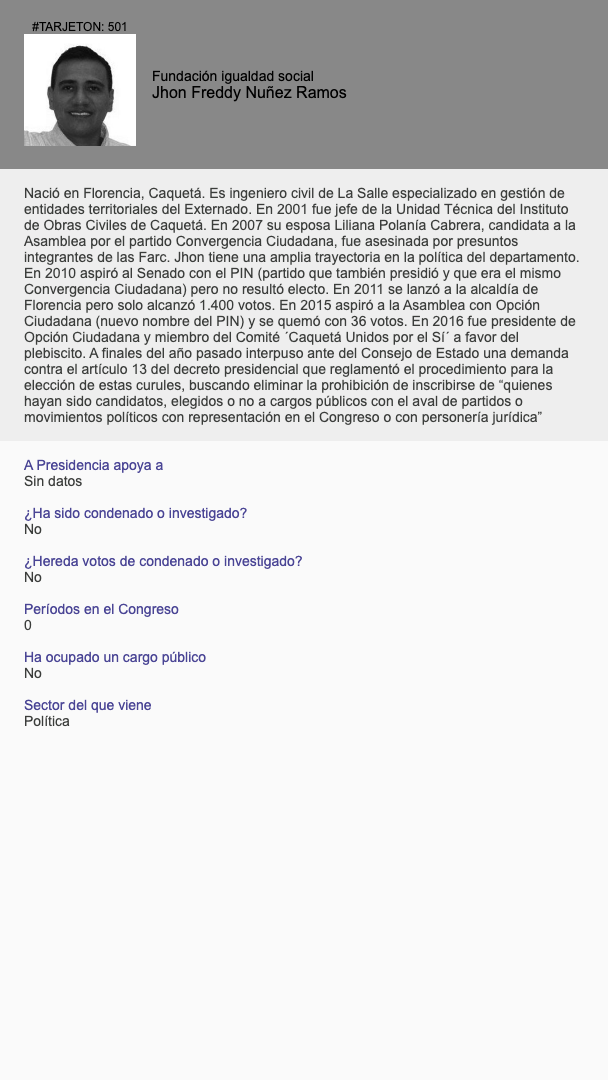 #TARJETON: 501
Fundación igualdad social
Jhon Freddy Nuñez Ramos
Nació en Florencia, Caquetá. Es ingeniero civil de La Salle especializado en gestión de
entidades territoriales del Externado. En 2001 fue jefe de la Unidad Técnica del Instituto
de Obras Civiles de Caquetá. En 2007 su esposa Liliana Polanía Cabrera, candidata a la
Asamblea por el partido Convergencia Ciudadana, fue asesinada por presuntos
integrantes de las Farc. Jhon tiene una amplia trayectoria en la política del departamento.
En 2010 aspiró al Senado con el PIN (partido que también presidió y que era el mismo
Convergencia Ciudadana) pero no resultó electo. En 2011 se lanzó a la alcaldía de
Florencia pero solo alcanzó 1.400 votos. En 2015 aspiró a la Asamblea con Opción
Ciudadana (nuevo nombre del PIN) y se quemó con 36 votos. En 2016 fue presidente de
Opción Ciudadana y miembro del Comité ´Caquetá Unidos por el Sí´ a favor del
plebiscito. A finales del año pasado interpuso ante del Consejo de Estado una demanda
contra el artículo 13 del decreto presidencial que reglamentó el procedimiento para la
elección de estas curules, buscando eliminar la prohibición de inscribirse de “quienes
hayan sido candidatos, elegidos o no a cargos públicos con el aval de partidos o
movimientos políticos con representación en el Congreso o con personería jurídica”
A Presidencia apoya a
Sin datos
¿Ha sido condenado o investigado?
No
¿Hereda votos de condenado o investigado?
No
Períodos en el Congreso
0
Ha ocupado un cargo público
No
Sector del que viene
Política